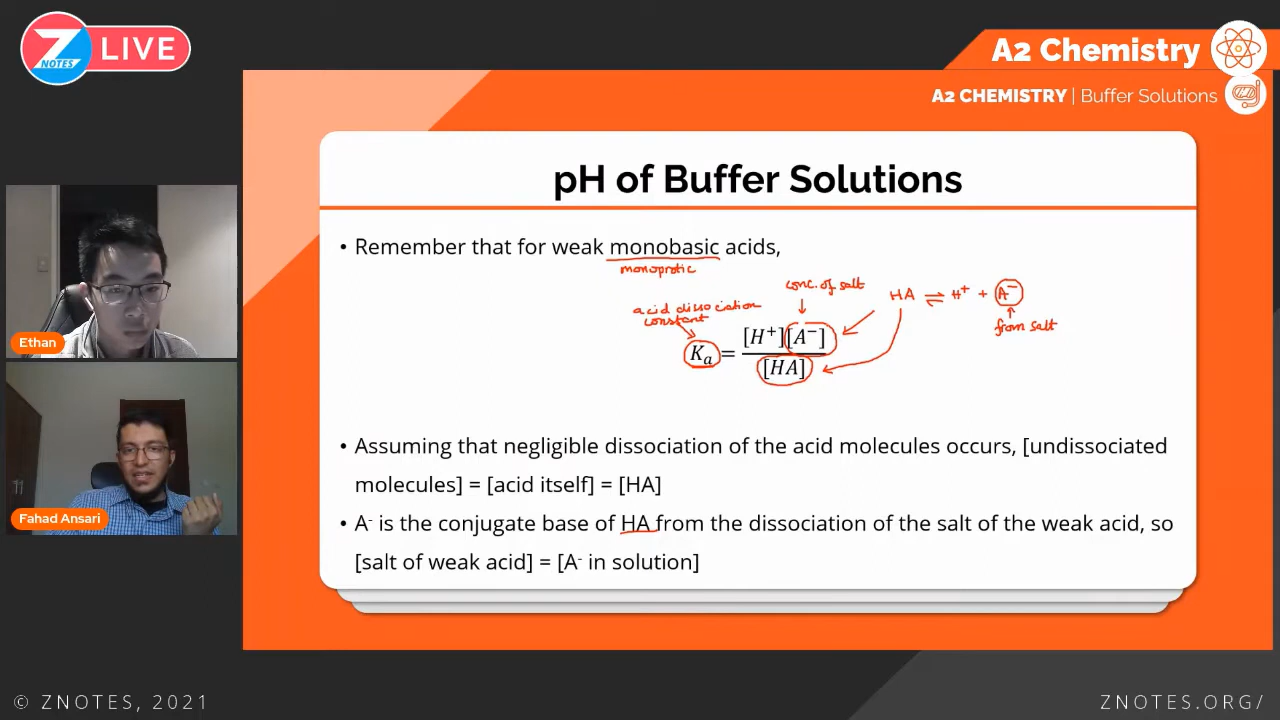 Z NOTES LIVE
A2 Chemistry
A2 CHEMISTRY | Buffer Solutions
pH of Buffer Solutions
• Remember that for weak monobasic acids,
monoprotic
conc. of salt
HA ⇌ H⁺ + A⁻
acid dissociation
constant
from salt
Kₐ = [H⁺][A⁻] / [HA]
• Assuming that negligible dissociation of the acid molecules occurs, [undissociated
molecules] = [acid itself] = [HA]
• A⁻ is the conjugate base of HA from the dissociation of the salt of the weak acid, so
[salt of weak acid] = [A⁻ in solution]
Ethan
Fahad Ansari
© ZNOTES, 2021
ZNOTES.ORG/